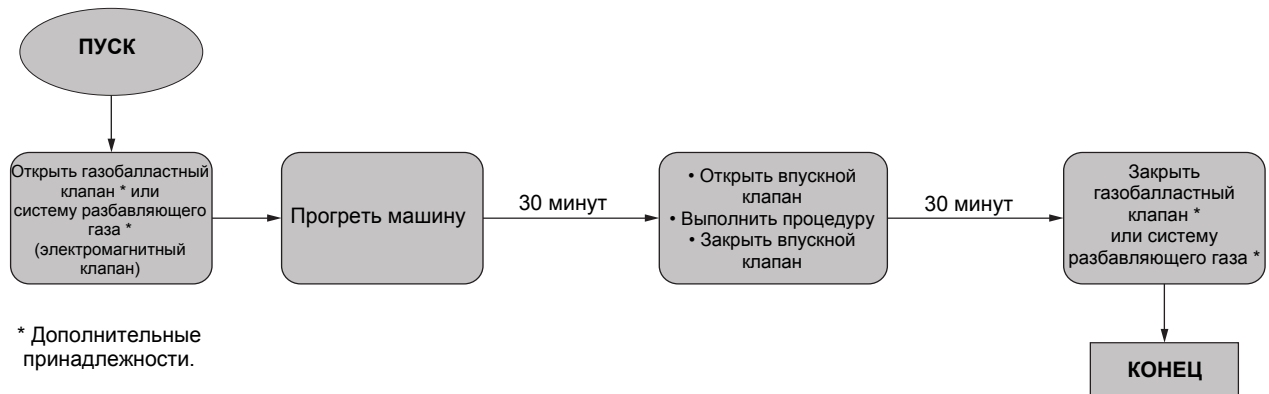 ПУСК
Открыть газобалластный
клапан * или
систему разбавляющего
газа *
(электромагнитный
клапан)
Прогреть машину
30 минут
• Открыть впускной
клапан
• Выполнить процедуру
• Закрыть впускной
клапан
30 минут
Закрыть
газобалластный
клапан *
или систему
разбавляющего газа *
* Дополнительные
принадлежности.
КОНЕЦ